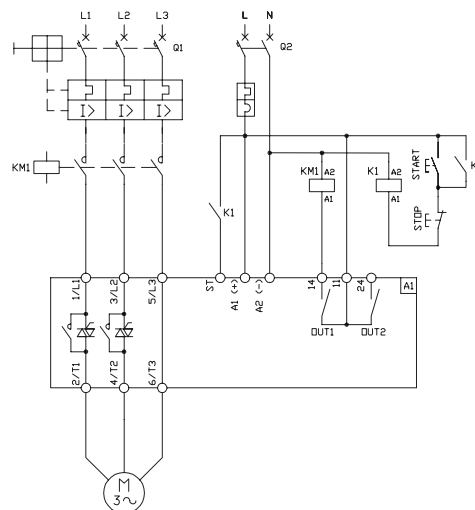 L1 L2 L3 L N
Q1 Q2
I> I> I>
KM1 K1 KM1 A2 A1 K1 A2 A1 START STOP K
1/L1 3/L2 5/L3 ST A1 (+) A2 (-) 14 11 24 A1
OUT1 OUT2
2/T1 4/T2 6/T3
M
3~